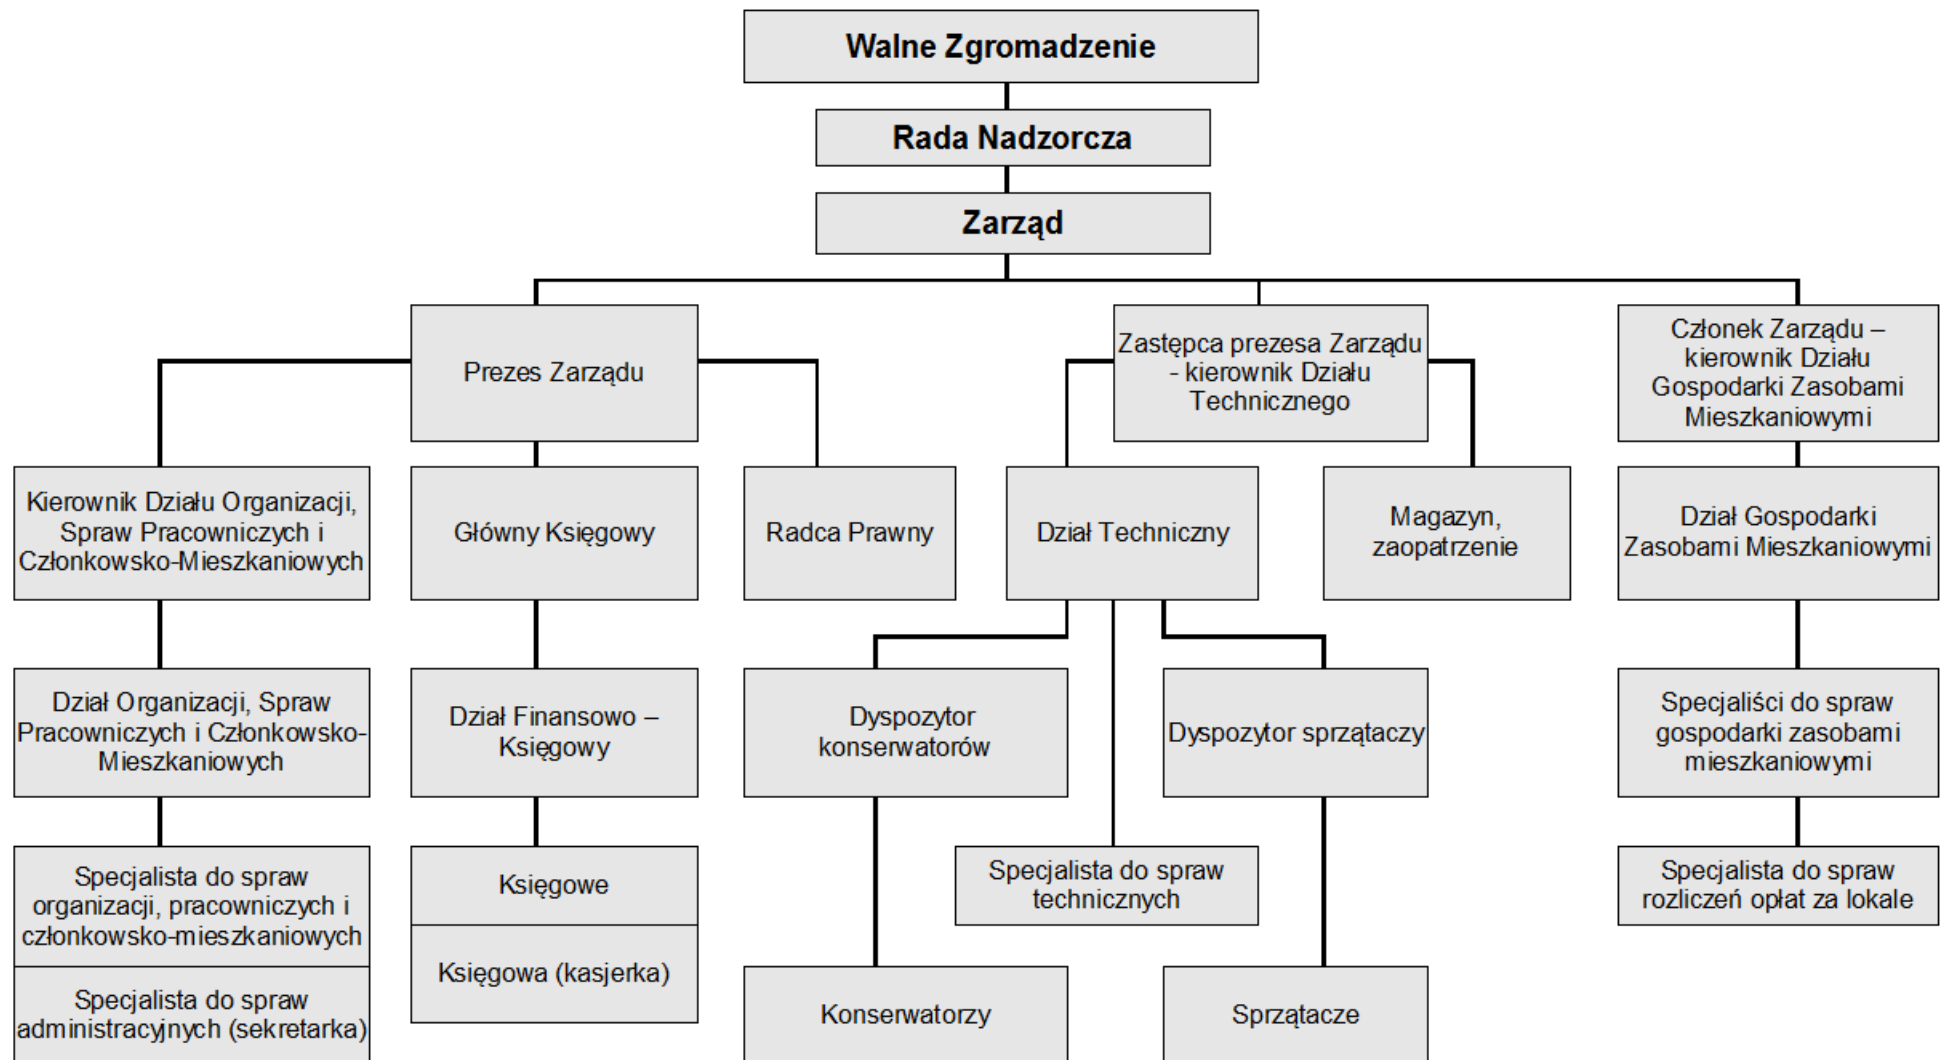 Walne Zgromadzenie
Rada Nadzorcza
Zarząd
Prezes Zarządu
Zastępca prezesa Zarządu
- kierownik Działu
Technicznego
Członek Zarządu –
kierownik Działu
Gospodarki Zasobami
Mieszkaniowymi
Kierownik Działu Organizacji,
Spraw Pracowniczych i
Członkowsko-Mieszkaniowych
Główny Księgowy
Radca Prawny
Dział Techniczny
Magazyn,
zaopatrzenie
Dział Gospodarki
Zasobami Mieszkaniowymi
Dział Organizacji, Spraw
Pracowniczych i Członkowsko-
Mieszkaniowych
Dział Finansowo –
Księgowy
Dyspozytor
konserwatorów
Dyspozytor sprzątaczy
Specjaliści do spraw
gospodarki zasobami
mieszkaniowymi
Specjalista do spraw
organizacji, pracowniczych i
członkowsko-mieszkaniowych
Księgowe
Specjalista do spraw
technicznych
Specjalista do spraw
rozliczeń opłat za lokale
Księgowa (kasjerka)
Specjalista do spraw
administracyjnych (sekretarka)
Konserwatorzy
Sprzątacze